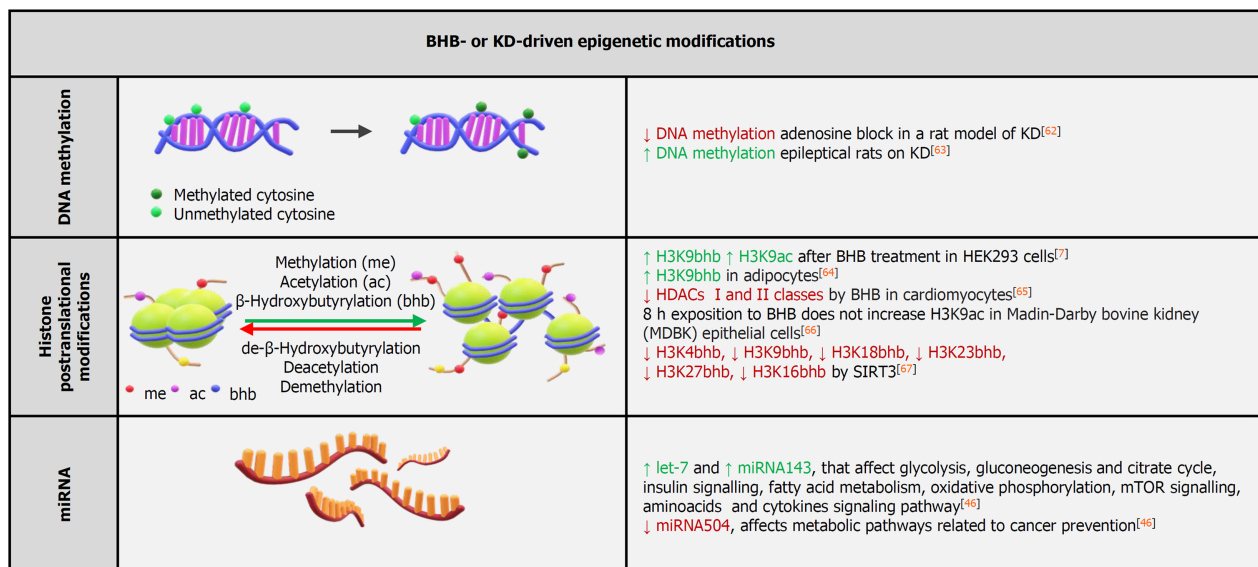 BHB- or KD-driven epigenetic modifications
DNA methylation
Methylated cytosine
Unmethylated cytosine
↓ DNA methylation adenosine block in a rat model of KD[62]
↑ DNA methylation epileptical rats on KD[63]
Histone
postranslational
modifications
Methylation (me)
Acetylation (ac)
β-Hydroxybutyrylation (bhb)
de-β-Hydroxybutyrylation
Deacetylation
Demethylation
me ac bhb
↑ H3K9bhb ↑ H3K9ac after BHB treatment in HEK293 cells[7]
↑ H3K9bhb in adipocytes[64]
↓ HDACs I and II classes by BHB in cardiomyocytes[65]
8 h exposition to BHB does not increase H3K9ac in Madin-Darby bovine kidney
(MDBK) epithelial cells[66]
↓ H3K4bhb, ↓ H3K9bhb, ↓ H3K18bhb, ↓ H3K23bhb,
↓ H3K27bhb, ↓ H3K16bhb by SIRT3[67]
miRNA
↑ let-7 and ↑ miRNA143, that affect glycolysis, gluconeogenesis and citrate cycle,
insulin signalling, fatty acid metabolism, oxidative phosphorylation, mTOR signalling,
aminoacids and cytokines signaling pathway[46]
↓ miRNA504, affects metabolic pathways related to cancer prevention[46]